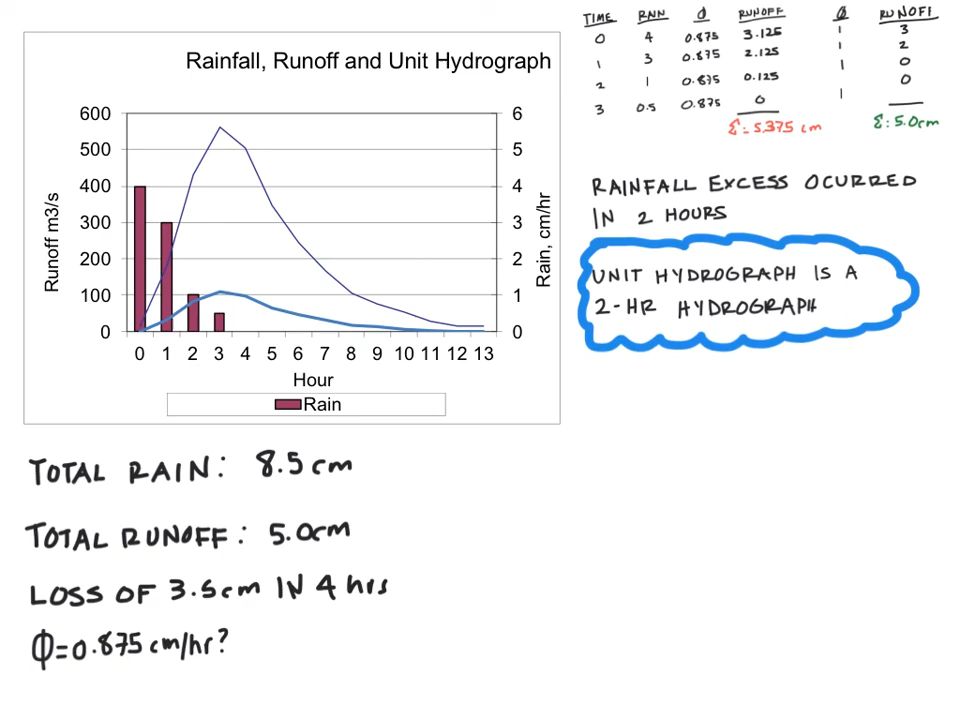 Rainfall, Runoff and Unit Hydrograph
600 6
500 5
400 4
300 3
200 2
100 1
0 0
Runoff m3/s
Rain, cm/hr
0 1 2 3 4 5 6 7 8 9 10 11 12 13
Hour
Rain
TIME RAIN Ø RUNOFF Ø RUNOFF
0 4 0.875 3.125 1 3
1 3 0.875 2.125 1 2
2 1 0.875 0.125 1 0
3 0.5 0.875 0 1 0
Σ: 5.375 cm Σ: 5.0cm
RAINFALL EXCESS OCURRED
IN 2 HOURS
UNIT HYDROGRAPH IS A
2-HR HYDROGRAPH
TOTAL RAIN: 8.5 cm
TOTAL RUNOFF: 5.0cm
LOSS OF 3.5cm IN 4 hrs
Φ=0.875 cm/hr?